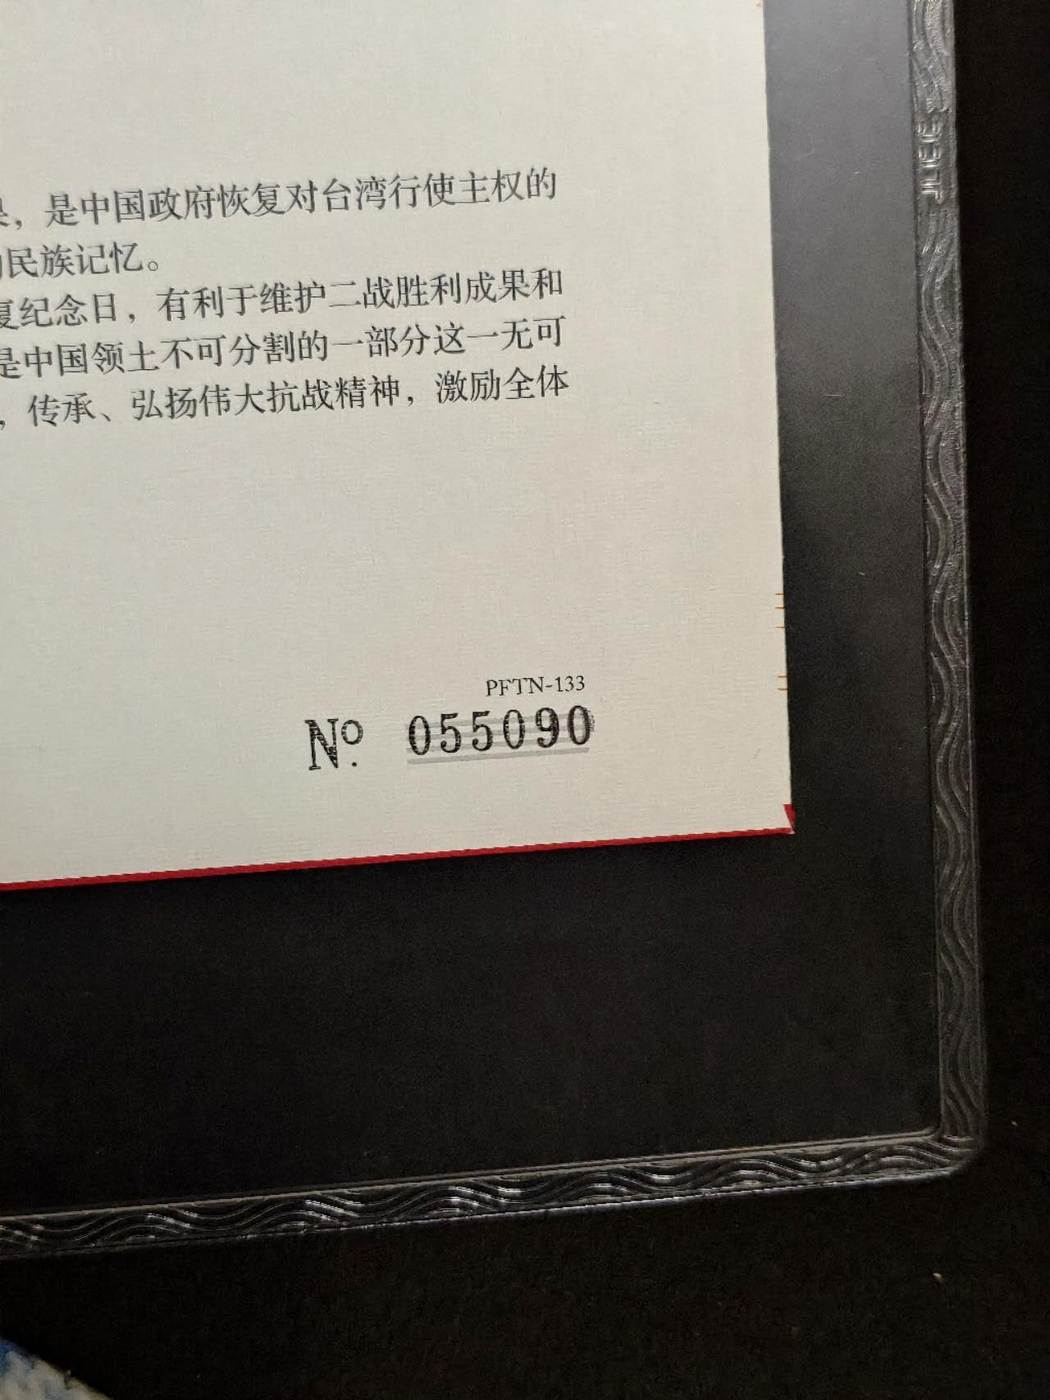 ，是中国政府恢复对台湾行使主权的
民族记忆。
复纪念日，有利于维护二战胜利成果和
是中国领土不可分割的一部分这一无可
，传承、弘扬伟大抗战精神，激励全体
PFTN-133
Nº. 055090